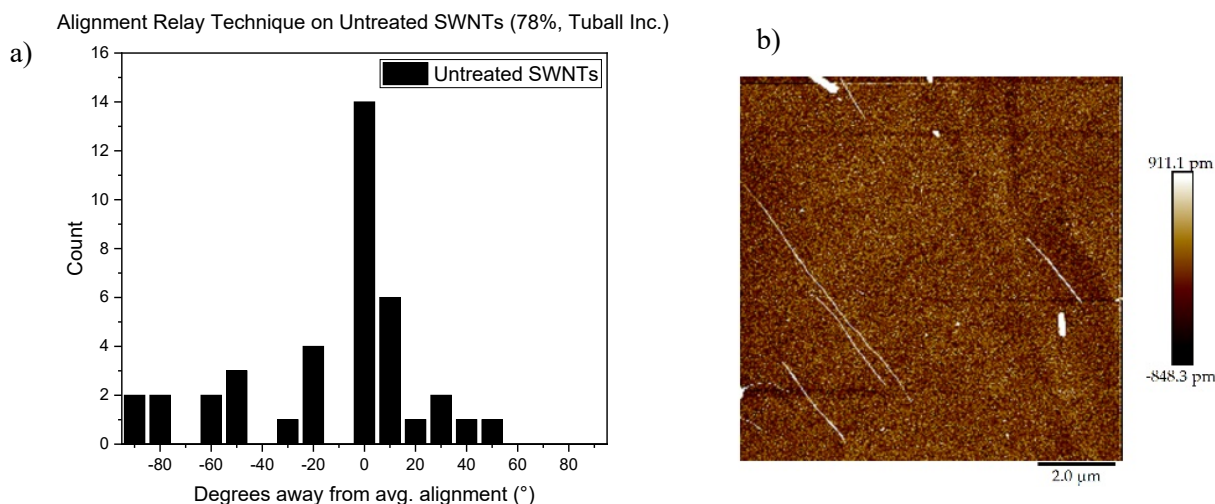 Alignment Relay Technique on Untreated SWNTs (78%, Tuball Inc.)
a)
b)
Untreated SWNTs
16
14
12
10
8
6
4
2
0
Count
-80 -60 -40 -20 0 20 40 60 80
Degrees away from avg. alignment (°)
911.1 pm
-848.3 pm
2.0 µm